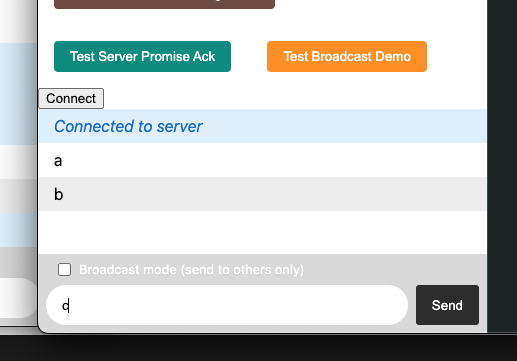 Test Server Promise Ack
Test Broadcast Demo
Connect
Connected to server
a
b
Broadcast mode (send to others only)
d
Send